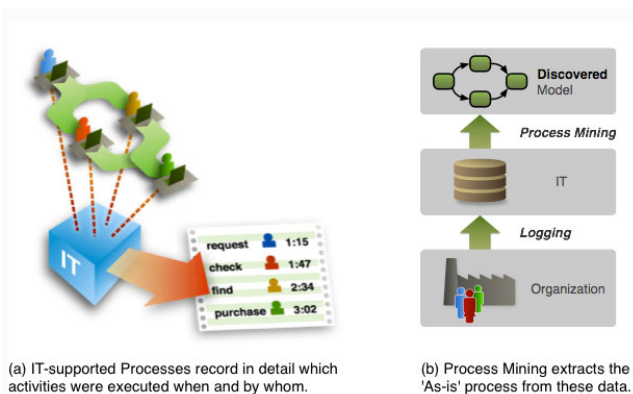 IT
request 1:15
check 1:47
find 2:34
purchase 3:02
(a) IT-supported Processes record in detail which
activities were executed when and by whom.
Discovered
Model
Process Mining
IT
Logging
Organization
(b) Process Mining extracts the
'As-is' process from these data.